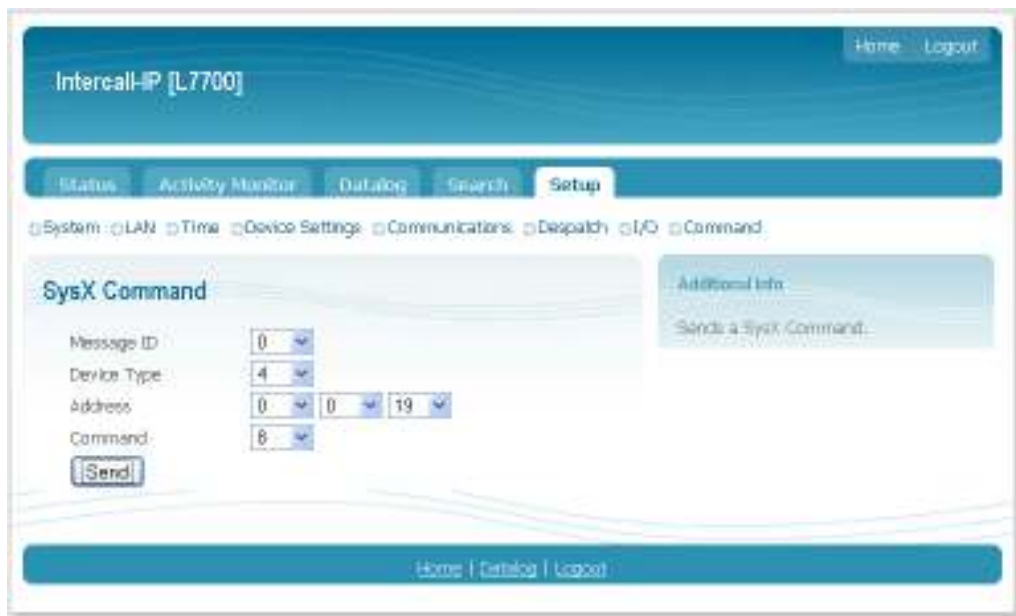 Home Logout
Intercall-IP [L7700]
Status Activity Monitor Datalog Search Setup
System LAN Time Device Settings Communications Despatch I/O Command
SysX Command
Message ID 0
Device Type 4
Address 0 0 19
Command 8
Send
Additional Info
Sends a SysX Command.
Home | Datalog | Logout